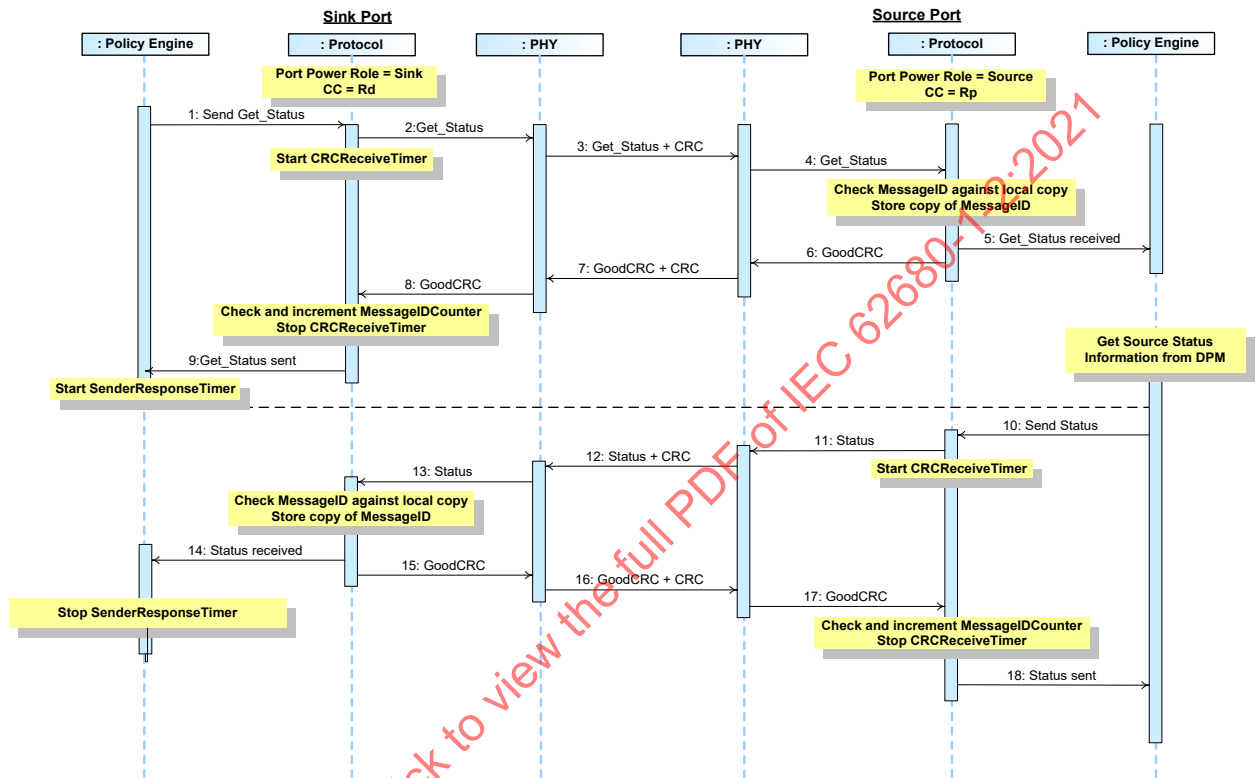 Sink Port
Source Port
: Policy Engine
: Protocol
: PHY
: PHY
: Protocol
: Policy Engine
Port Power Role = Sink
CC = Rd
Port Power Role = Source
CC = Rp
1: Send Get_Status
2:Get_Status
Start CRCReceiveTimer
3: Get_Status + CRC
4: Get_Status
Check MessageID against local copy
Store copy of MessageID
5: Get_Status received
6: GoodCRC
7: GoodCRC + CRC
8: GoodCRC
Check and increment MessageIDCounter
Stop CRCReceiveTimer
9:Get_Status sent
Start SenderResponseTimer
Get Source Status
Information from DPM
10: Send Status
11: Status
Start CRCReceiveTimer
12: Status + CRC
13: Status
Check MessageID against local copy
Store copy of MessageID
14: Status received
15: GoodCRC
16: GoodCRC + CRC
Stop SenderResponseTimer
17: GoodCRC
Check and increment MessageIDCounter
Stop CRCReceiveTimer
18: Status sent
to view the full PDF of IEC 62680-1-2:2021